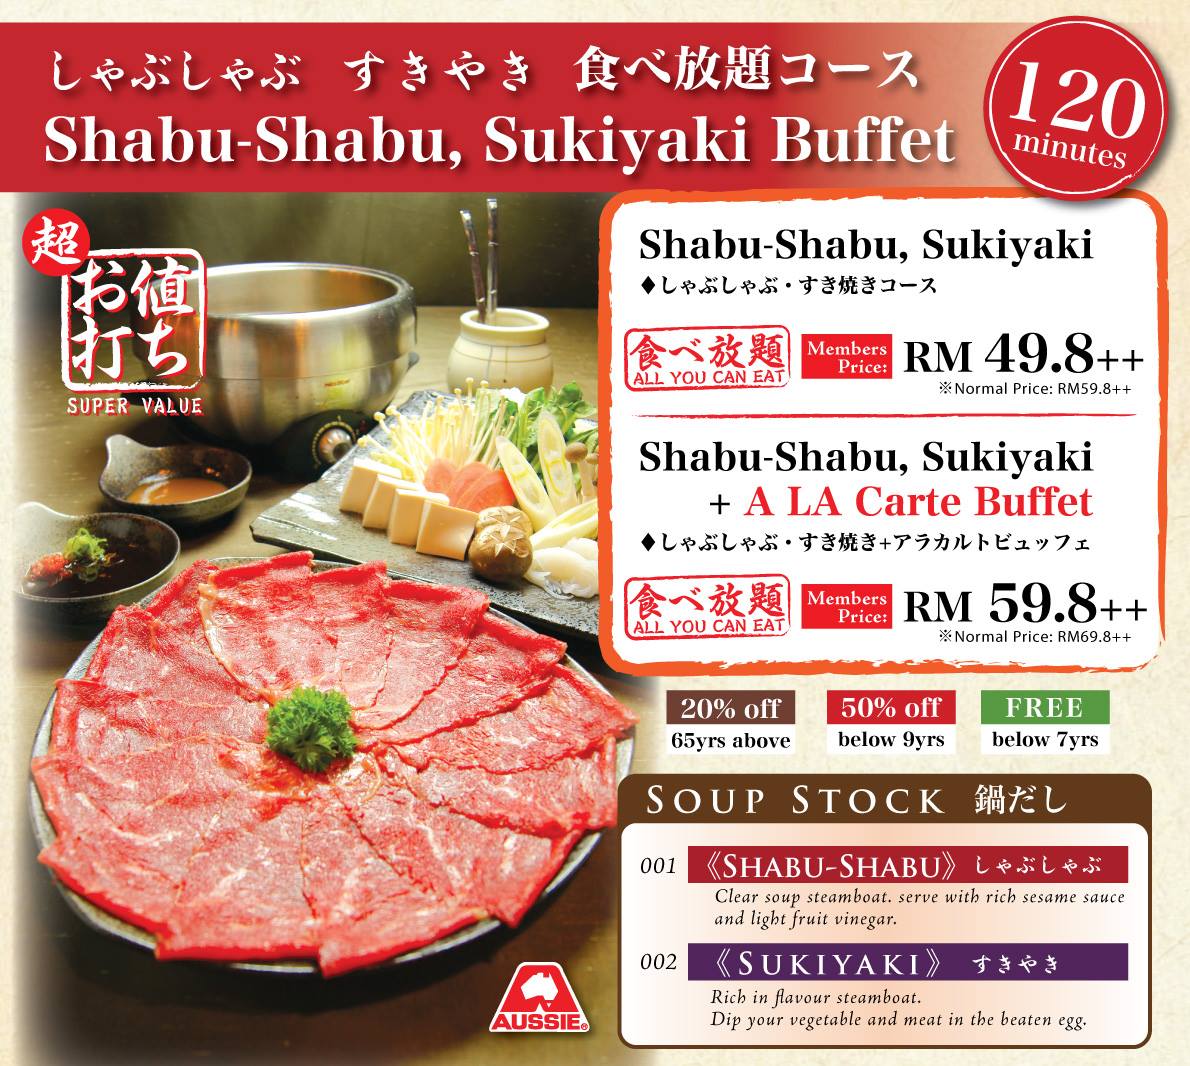 しゃぶしゃぶ すきやき 食べ放題コース
Shabu-Shabu, Sukiyaki Buffet
120
minutes
超
お値
打ち
SUPER VALUE
Shabu-Shabu, Sukiyaki
♦しゃぶしゃぶ・すき焼きコース
食べ放題
ALL YOU CAN EAT
Members
Price:
RM 49.8++
※Normal Price: RM59.8++
Shabu-Shabu, Sukiyaki
+ A LA Carte Buffet
♦しゃぶしゃぶ・すき焼き+アラカルトビュッフェ
食べ放題
ALL YOU CAN EAT
Members
Price:
RM 59.8++
※Normal Price: RM69.8++
20% off
65yrs above
50% off
below 9yrs
FREE
below 7yrs
SOUP STOCK 鍋だし
001 《SHABU-SHABU》 しゃぶしゃぶ
Clear soup steamboat. serve with rich sesame sauce
and light fruit vinegar.
002 《SUKIYAKI》 すきやき
Rich in flavour steamboat.
Dip your vegetable and meat in the beaten egg.
AUSSIE®